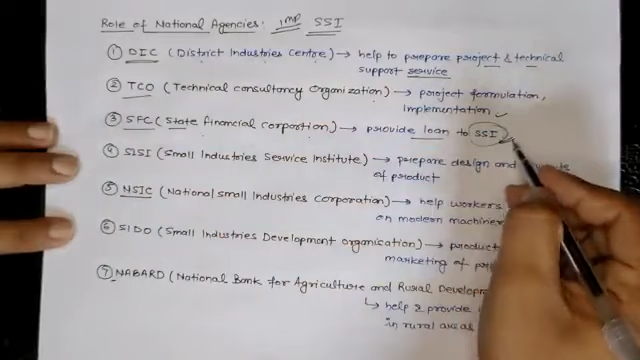 Role of National Agencies: imp SSI
① DIC (District Industries Centre) → help to prepare project & technical
support service
② TCO (Technical consultancy Organization) → project formulation,
implementation
③ SFC (State financial corportion) → provide loan to SSI
④ SISI (Small Industries Service Institute) → prepare design and
of product
⑤ NSIC (National small Industries corporation) → help workers
on modern machiner
⑥ SIDO (Small Industries Development organisation) → product
marketing of
⑦ NABARD (National Bank for Agriculture and Rural Developme
↳ help & provide
in rural areas